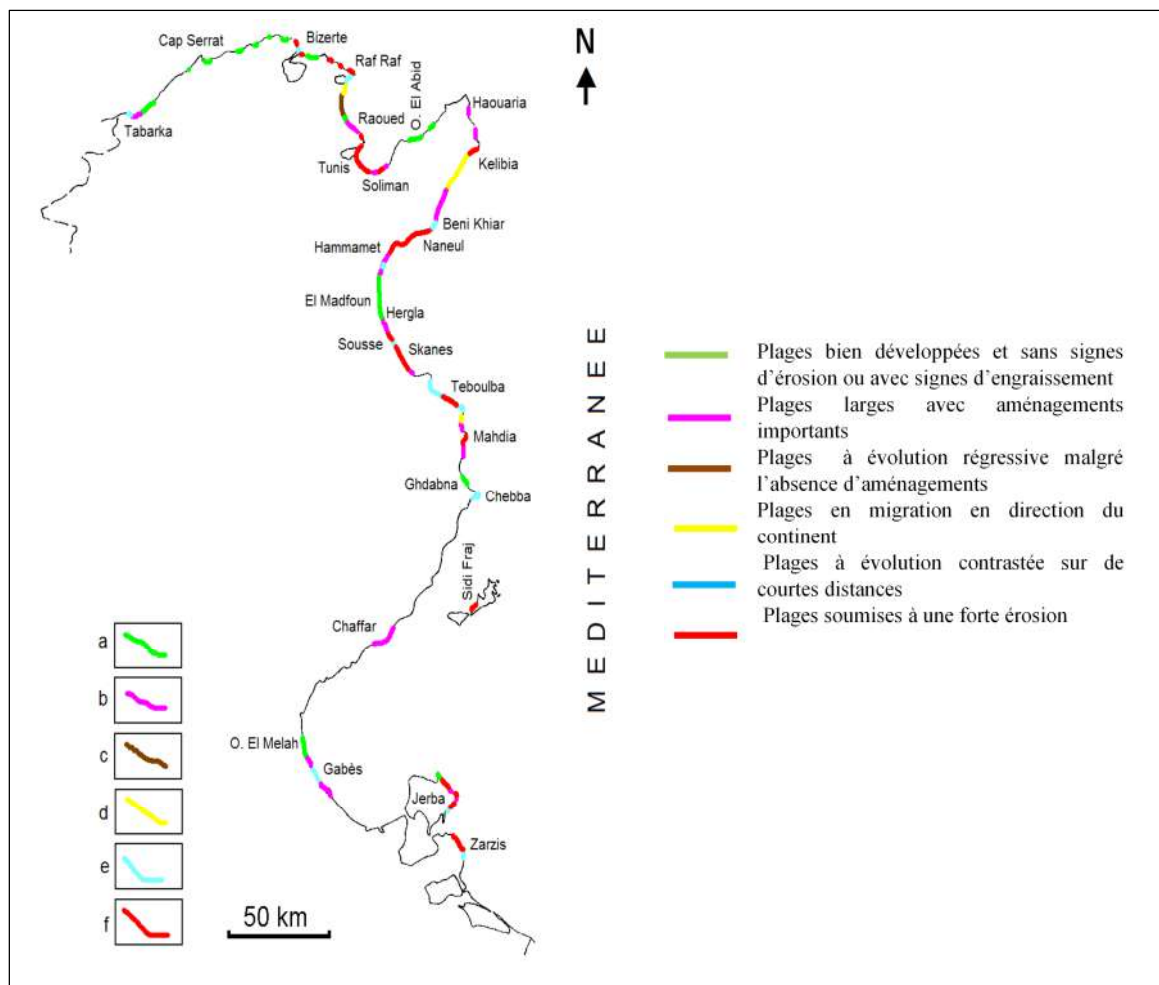 Cap Serrat
Bizerte
Raf Raf
O. El Abid
Haouaria
Tabarka
Raoued
Tunis
Soliman
Kelibia
Beni Khiar
Naneul
Hammamet
El Madfoun
Hergla
Sousse
Skanes
Teboulba
Mahdia
Ghdabna
Chebba
Sidi Fraj
Chaffar
O. El Melah
Gabès
Jerba
Zarzis
N
MEDITERRANEE
a
b
c
d
e
f
50 km
Plages bien développées et sans signes
d’érosion ou avec signes d’engraissement
Plages larges avec aménagements
importants
Plages à évolution régressive malgré
l’absence d’aménagements
Plages en migration en direction du
continent
Plages à évolution contrastée sur de
courtes distances
Plages soumises à une forte érosion